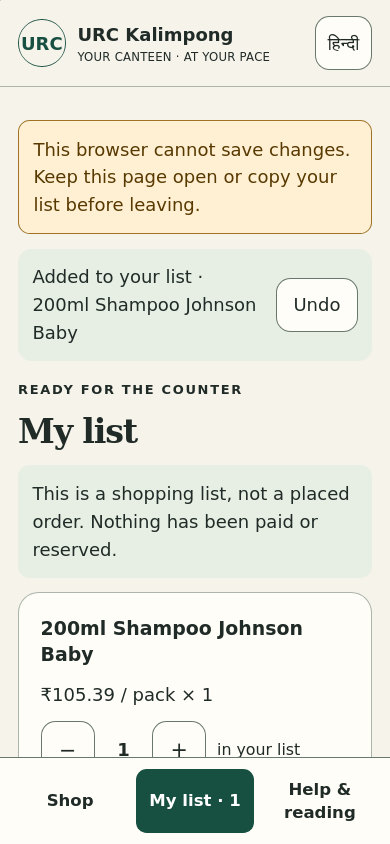 URC
URC Kalimpong
YOUR CANTEEN · AT YOUR PACE
हिन्दी
This browser cannot save changes.
Keep this page open or copy your
list before leaving.
Added to your list ·
200ml Shampoo Johnson
Baby
Undo
READY FOR THE COUNTER
My list
This is a shopping list, not a placed
order. Nothing has been paid or
reserved.
200ml Shampoo Johnson
Baby
₹105.39 / pack × 1
− 1 + in your list
Shop
My list · 1
Help &
reading